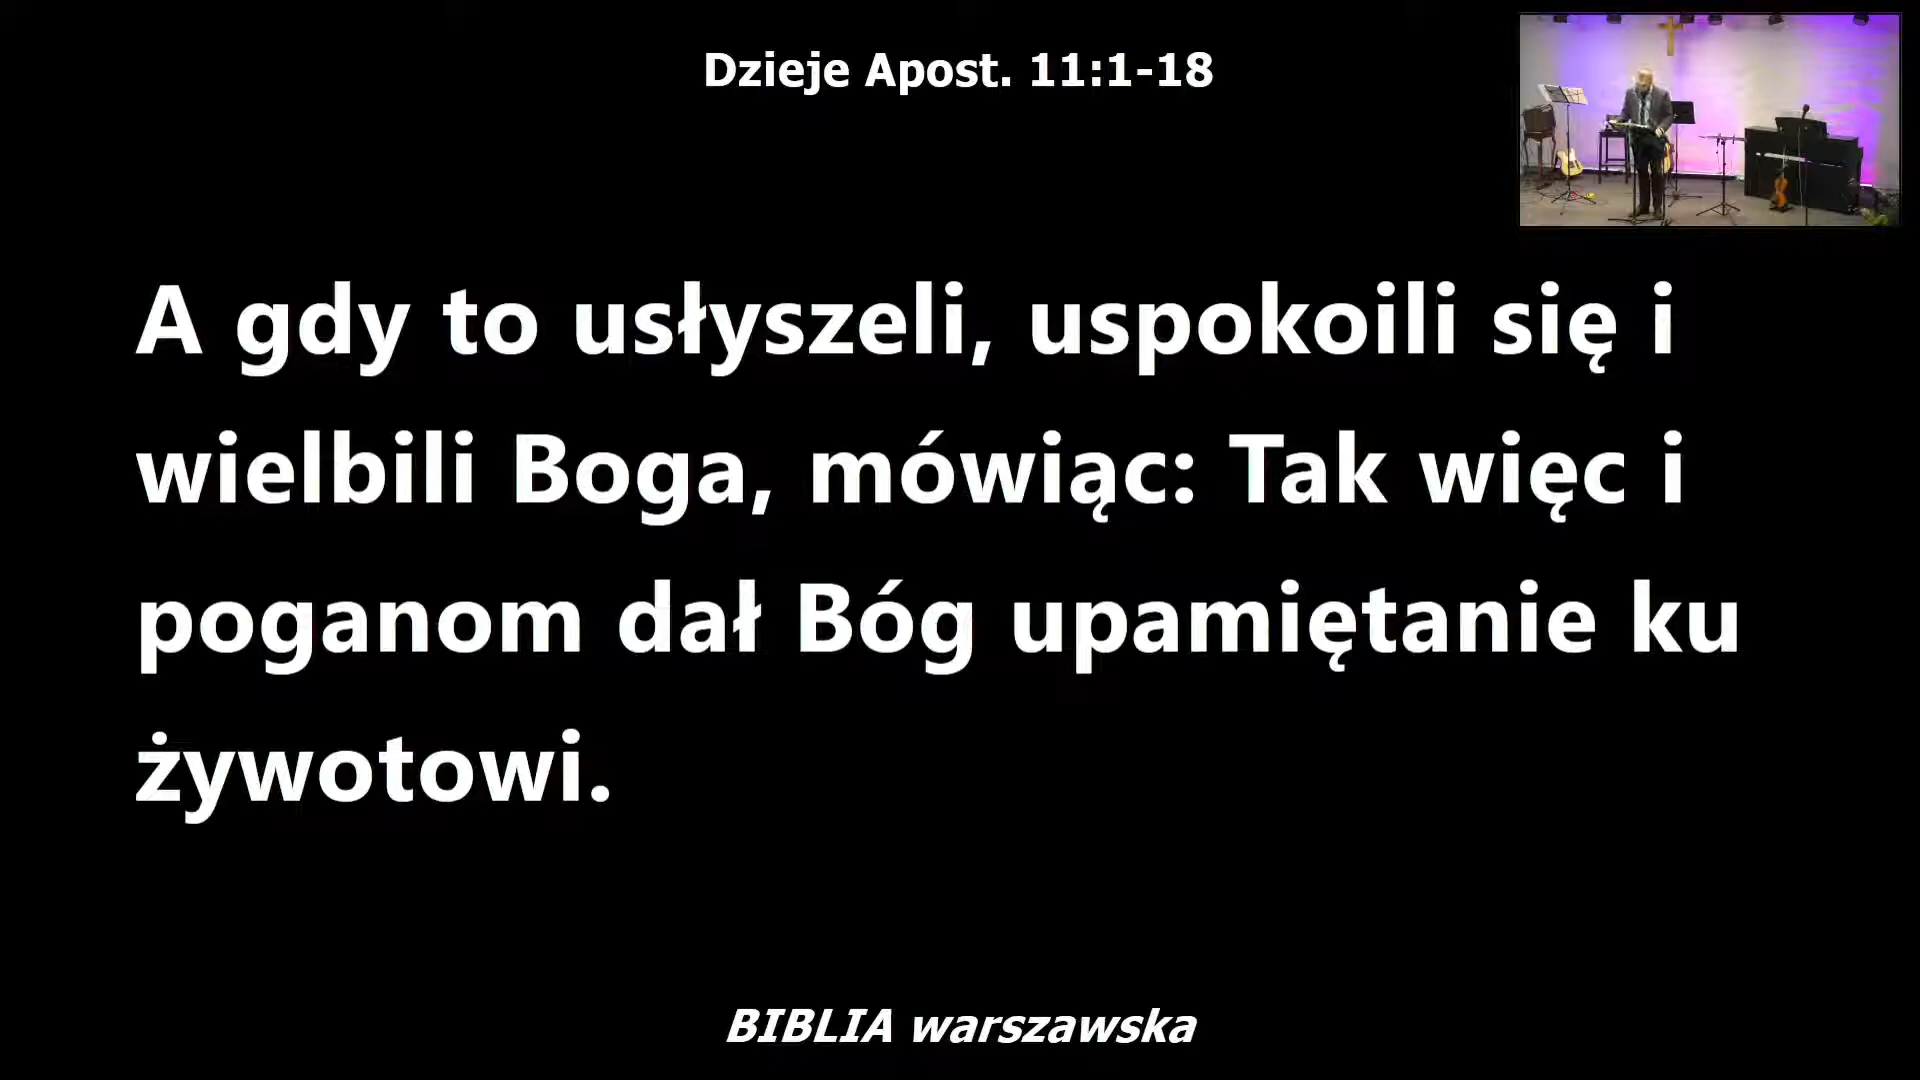 Dzieje Apost. 11:1-18
A gdy to usłyszeli, uspokoili się i
wielbili Boga, mówiąc: Tak więc i
poganom dał Bóg upamiętanie ku
żywotowi.
BIBLIA warszawska